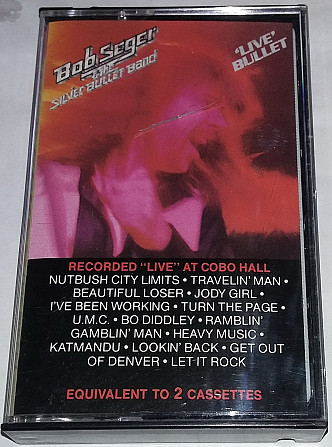 Bob Seger
& THE
Silver Bullet Band
'LIVE'
BULLET
RECORDED "LIVE" AT COBO HALL
NUTBUSH CITY LIMITS • TRAVELIN' MAN •
BEAUTIFUL LOSER • JODY GIRL •
I'VE BEEN WORKING • TURN THE PAGE •
U.M.C. • BO DIDDLEY • RAMBLIN'
GAMBLIN' MAN • HEAVY MUSIC •
KATMANDU • LOOKIN' BACK • GET OUT
OF DENVER • LET IT ROCK
EQUIVALENT TO 2 CASSETTES